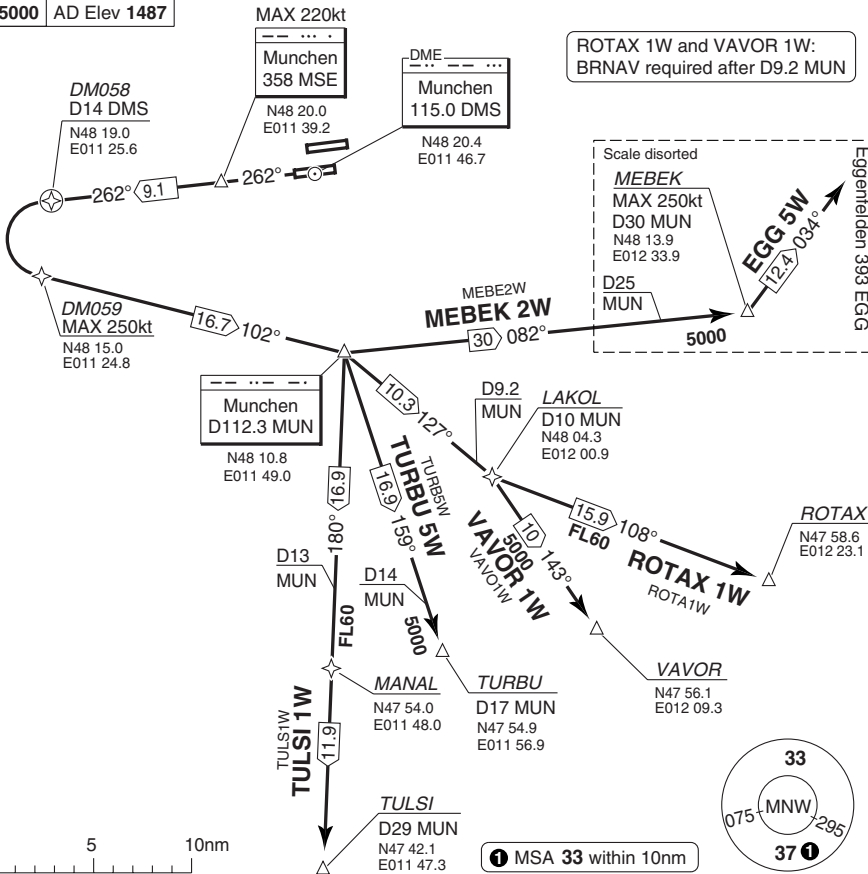 5000 AD Elev 1487
MAX 220kt
Munchen
358 MSE
N48 20.0
E011 39.2
DME
Munchen
115.0 DMS
N48 20.4
E011 46.7
ROTAX 1W and VAVOR 1W:
BRNAV required after D9.2 MUN
DM058
D14 DMS
N48 19.0
E011 25.6
262° 9.1
262°
Scale disorted
MEBEK
MAX 250kt
D30 MUN
N48 13.9
E012 33.9
EGG 5W
12.4 034°
Eggenfelden 393 EGG
D25
MUN
DM059
MAX 250kt
N48 15.0
E011 24.8
16.7 102°
MEBE2W
MEBEK 2W
30 082°
5000
Munchen
D112.3 MUN
N48 10.8
E011 49.0
10.3 127°
D9.2
MUN
LAKOL
D10 MUN
N48 04.3
E012 00.9
16.9
180°
FL60
D13
MUN
TURB5W
TURBU 5W
16.9 159°
5000
D14
MUN
10 143°
5000
VAVOR 1W
VAVO1W
15.9 108°
FL60
ROTAX 1W
ROTA1W
ROTAX
N47 58.6
E012 23.1
MANAL
N47 54.0
E011 48.0
TURBU
D17 MUN
N47 54.9
E011 56.9
VAVOR
N47 56.1
E012 09.3
TULS1W
TULSI 1W
11.9
TULSI
D29 MUN
N47 42.1
E011 47.3
5 10nm
1 MSA 33 within 10nm
33
075 MNW 295
37 1